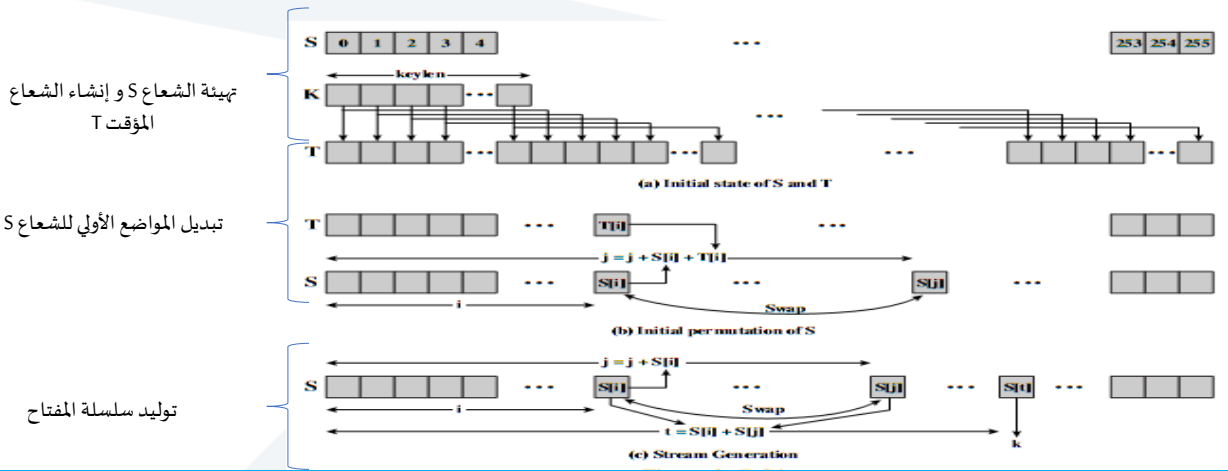 S 0 1 2 3 4 ... 253 254 255
keylen
K ...
...
T ... ... ... ...
(a) Initial state of S and T
تهيئة الشعاع S و إنشاء الشعاع
المؤقت T
T ... T[i] ...
j = j + S[i] + T[i]
S ... S[i] ... S[j] ...
i
Swap
(b) Initial permutation of S
تبديل المواضع الأولي للشعاع S
j = j + S[i]
S ... S[i] ... S[j] ... S[t] ...
i
Swap
t = S[i] + S[j]
k
(c) Stream Generation
توليد سلسلة المفتاح